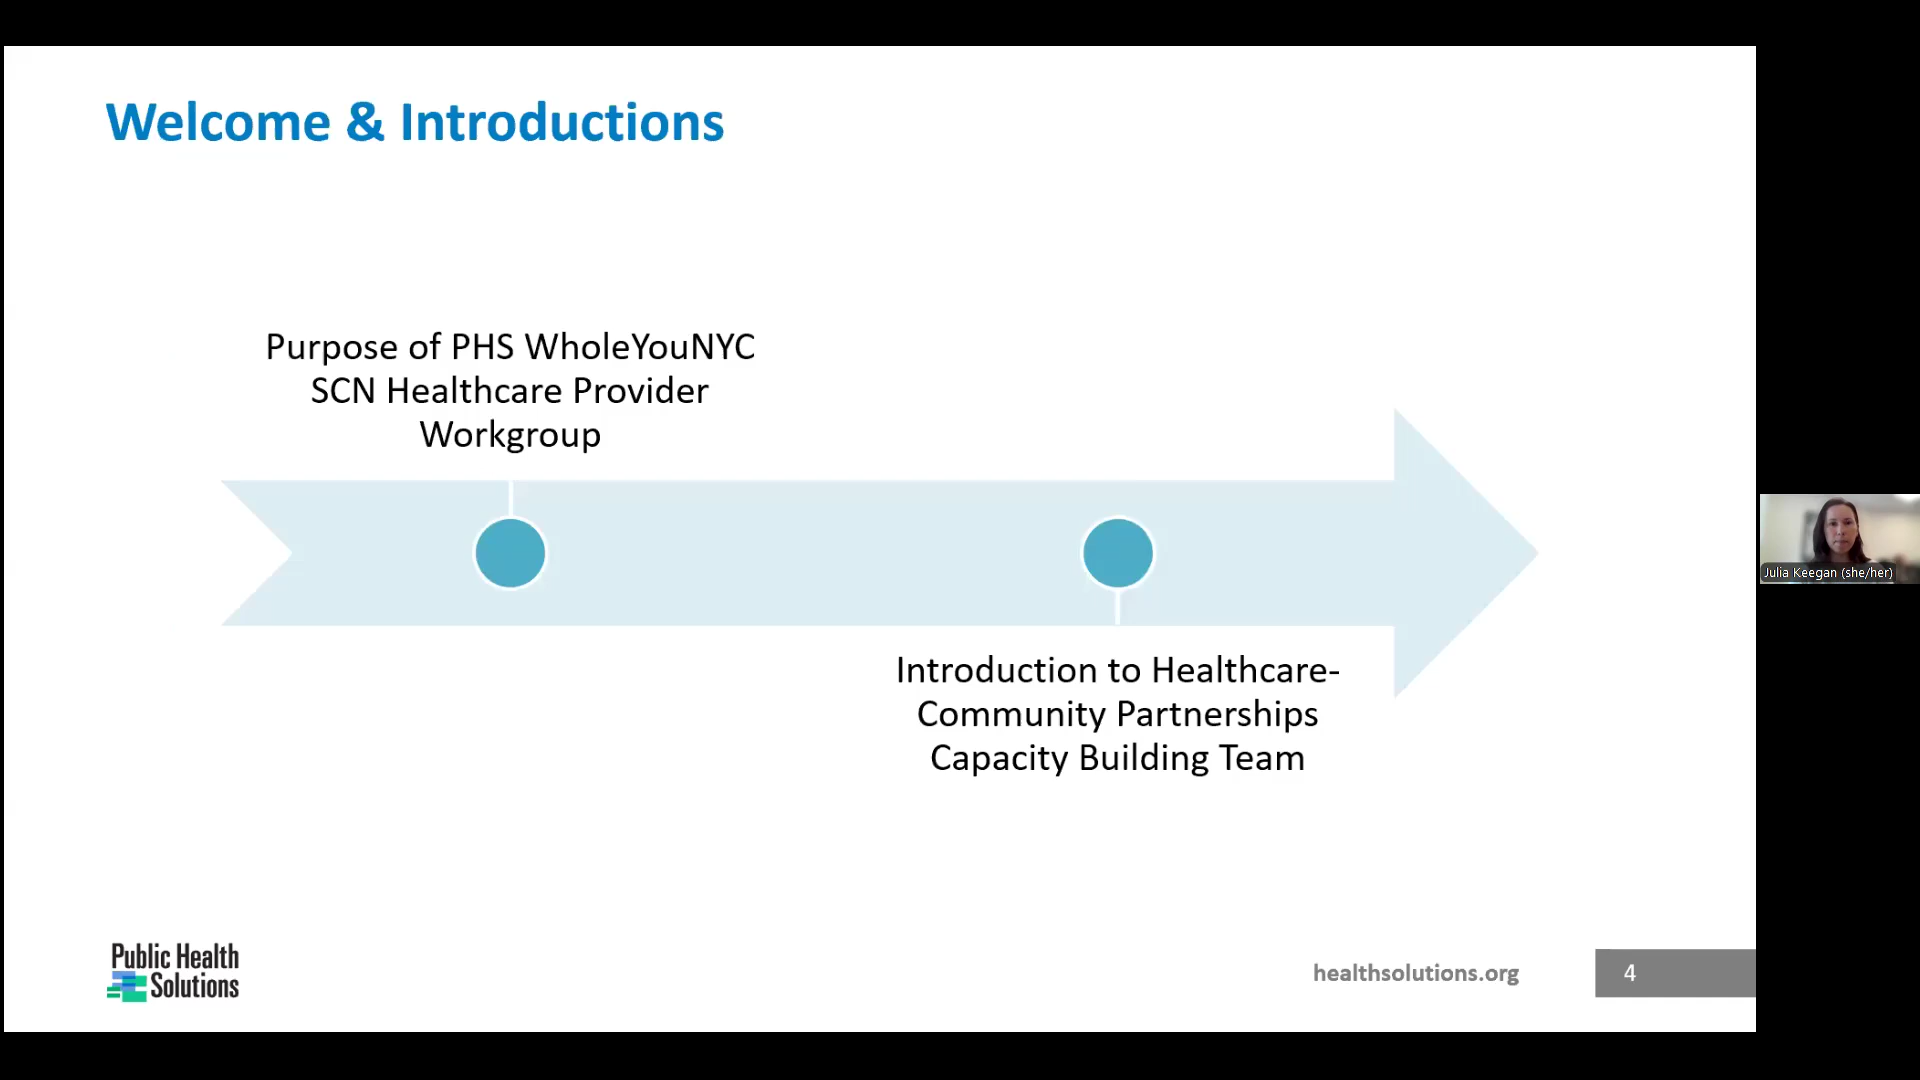 Welcome & Introductions
Purpose of PHS WholeYouNYC
SCN Healthcare Provider
Workgroup
Introduction to Healthcare-
Community Partnerships
Capacity Building Team
Julia Keegan (she/her)
Public Health
Solutions
healthsolutions.org
4